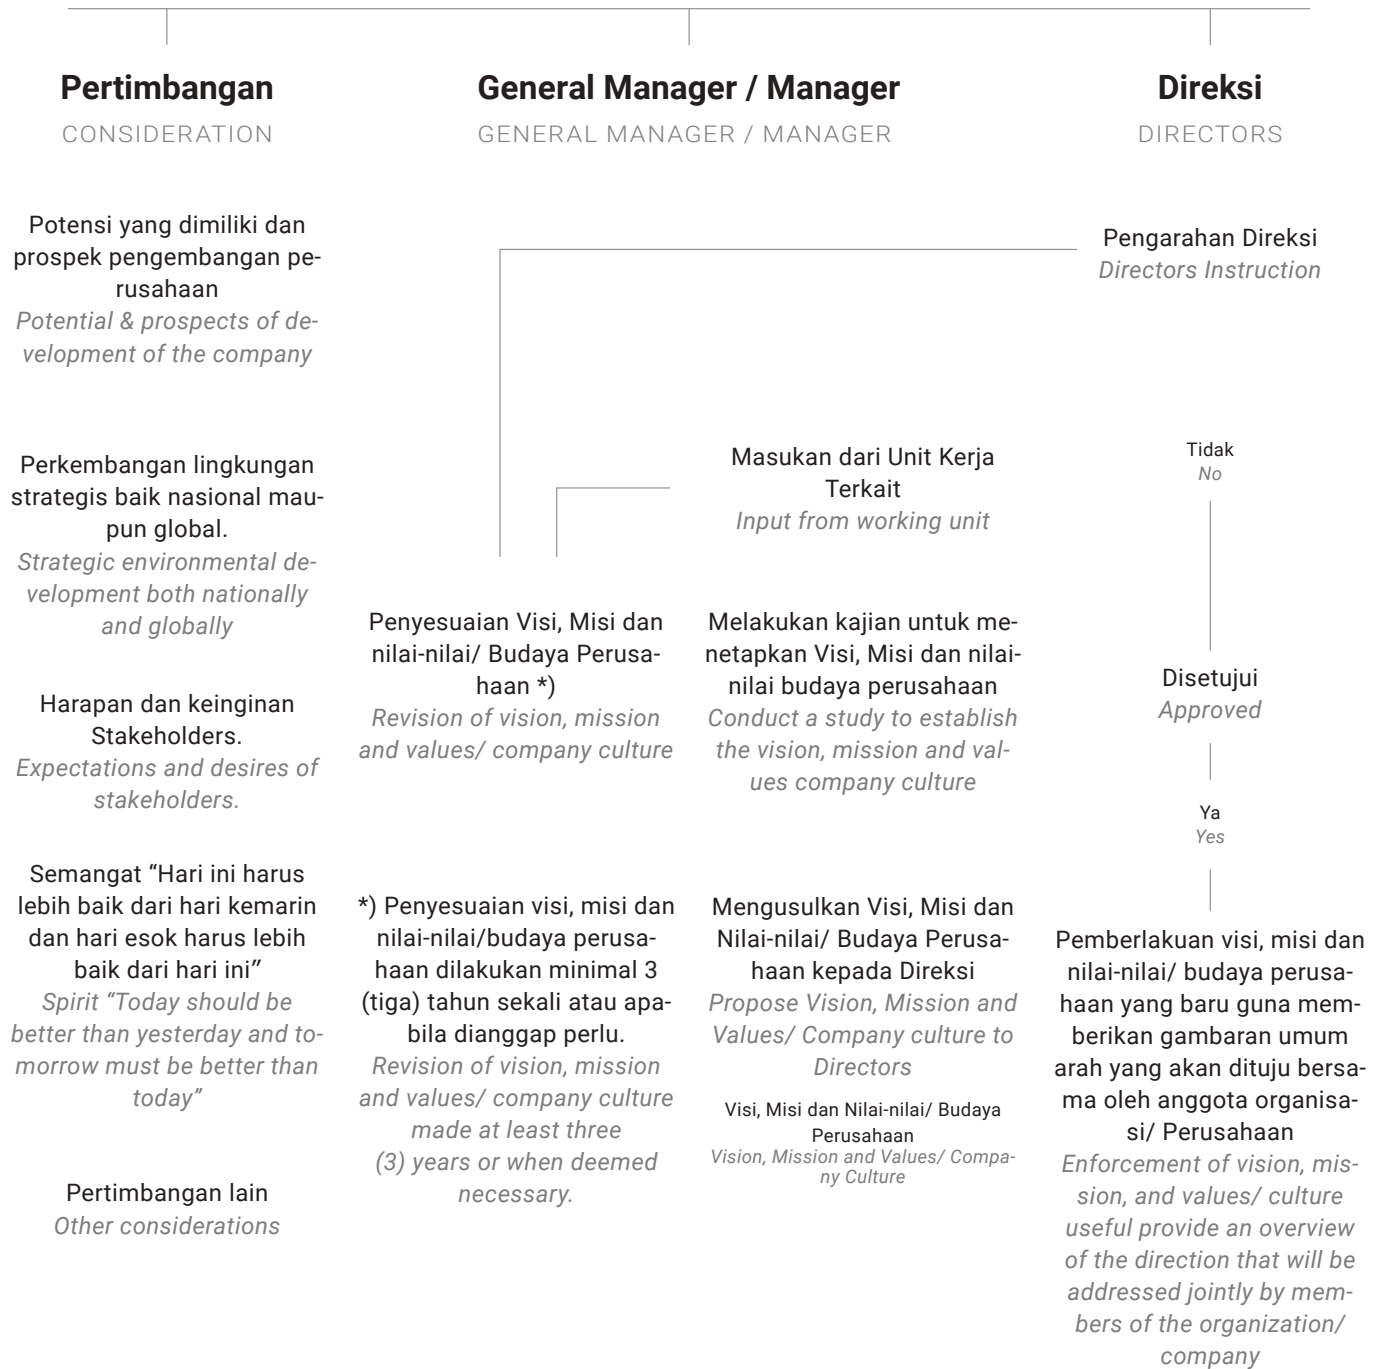 Pertimbangan
CONSIDERATION
General Manager / Manager
GENERAL MANAGER / MANAGER
Direksi
DIRECTORS
Potensi yang dimiliki dan
prospek pengembangan pe-
rusahaan
Potential & prospects of de-
velopment of the company
Perkembangan lingkungan
strategis baik nasional mau-
pun global.
Strategic environmental de-
velopment both nationally
and globally
Harapan dan keinginan
Stakeholders.
Expectations and desires of
stakeholders.
Semangat “Hari ini harus
lebih baik dari hari kemarin
dan hari esok harus lebih
baik dari hari ini”
Spirit “Today should be
better than yesterday and to-
morrow must be better than
today”
Pertimbangan lain
Other considerations
Penyesuaian Visi, Misi dan
nilai-nilai/ Budaya Perusa-
haan *)
Revision of vision, mission
and values/ company culture
*) Penyesuaian visi, misi dan
nilai-nilai/budaya perusa-
haan dilakukan minimal 3
(tiga) tahun sekali atau apa-
bila dianggap perlu.
Revision of vision, mission
and values/ company culture
made at least three
(3) years or when deemed
necessary.
Masukan dari Unit Kerja
Terkait
Input from working unit
Melakukan kajian untuk me-
netapkan Visi, Misi dan nilai-
nilai budaya perusahaan
Conduct a study to establish
the vision, mission and val-
ues company culture
Mengusulkan Visi, Misi dan
Nilai-nilai/ Budaya Perusa-
haan kepada Direksi
Propose Vision, Mission and
Values/ Company culture to
Directors
Visi, Misi dan Nilai-nilai/ Budaya
Perusahaan
Vision, Mission and Values/ Compa-
ny Culture
Pengarahan Direksi
Directors Instruction
Tidak
No
Disetujui
Approved
Ya
Yes
Pemberlakuan visi, misi dan
nilai-nilai/ budaya perusa-
haan yang baru guna mem-
berikan gambaran umum
arah yang akan dituju bersa-
ma oleh anggota organisa-
si/ Perusahaan
Enforcement of vision, mis-
sion, and values/ culture
useful provide an overview
of the direction that will be
addressed jointly by mem-
bers of the organization/
company